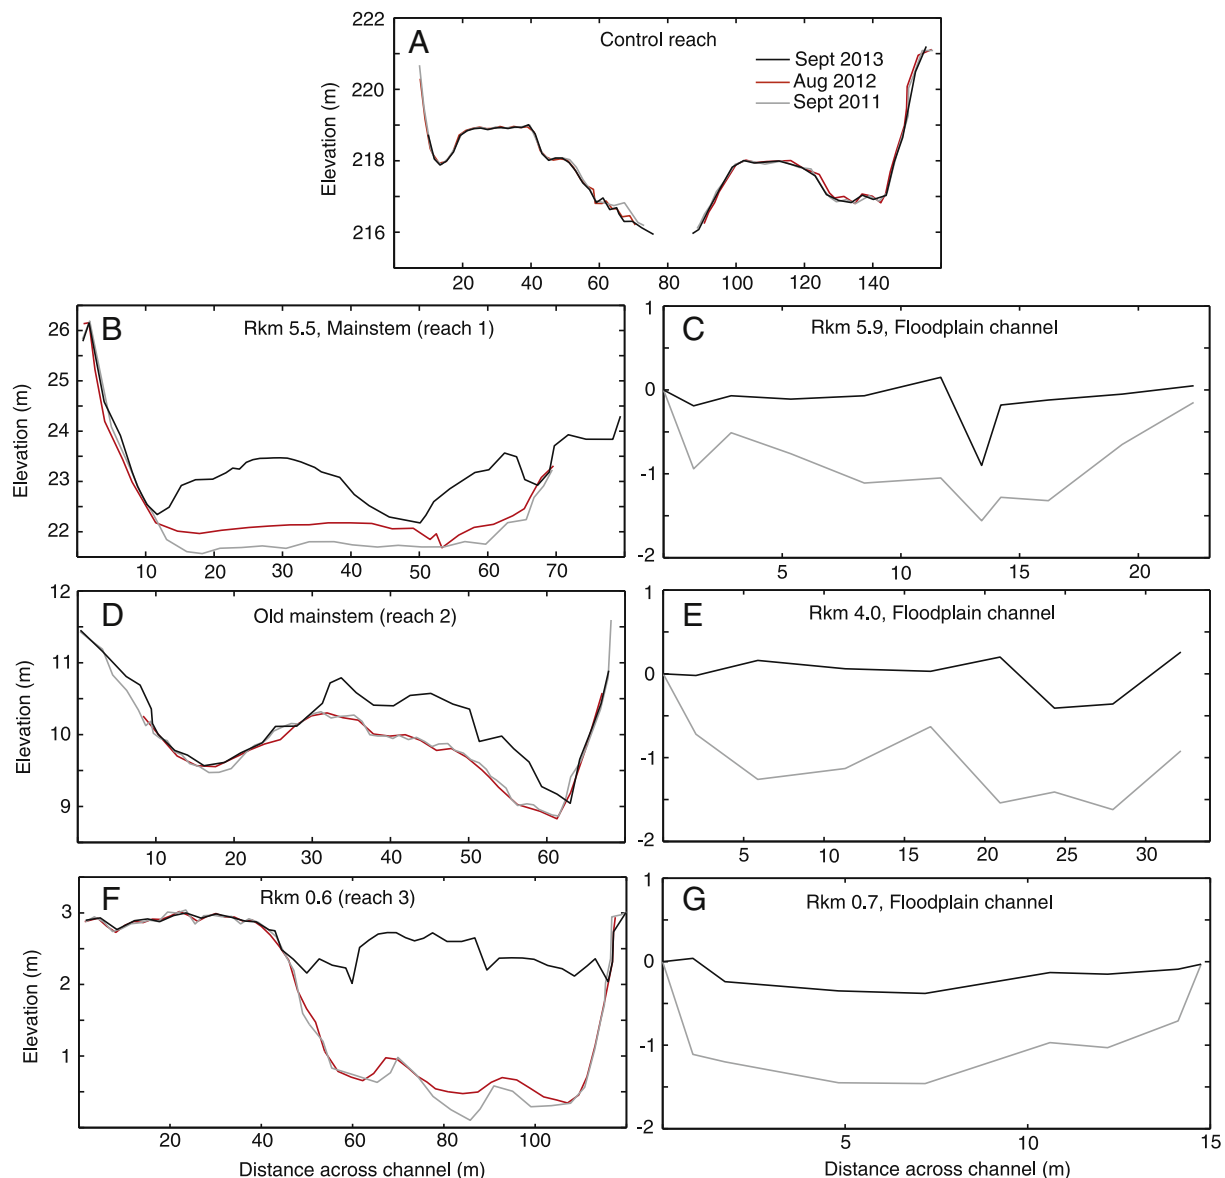 A
Control reach
Sept 2013
Aug 2012
Sept 2011
Elevation (m)
222
220
218
216
20 40 60 80 100 120 140
B
Rkm 5.5, Mainstem (reach 1)
Elevation (m)
26
25
24
23
22
10 20 30 40 50 60 70
C
Rkm 5.9, Floodplain channel
1
0
-1
-2
5 10 15 20
D
Old mainstem (reach 2)
Elevation (m)
12
11
10
9
10 20 30 40 50 60
E
Rkm 4.0, Floodplain channel
1
0
-1
-2
5 10 15 20 25 30
F
Rkm 0.6 (reach 3)
Elevation (m)
3
2
1
20 40 60 80 100
Distance across channel (m)
G
Rkm 0.7, Floodplain channel
1
0
-1
-2
5 10 15
Distance across channel (m)